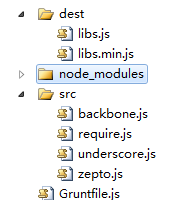 dest
libs.js
libs.min.js
node_modules
src
backbone.js
require.js
underscore.js
zepto.js
Gruntfile.js